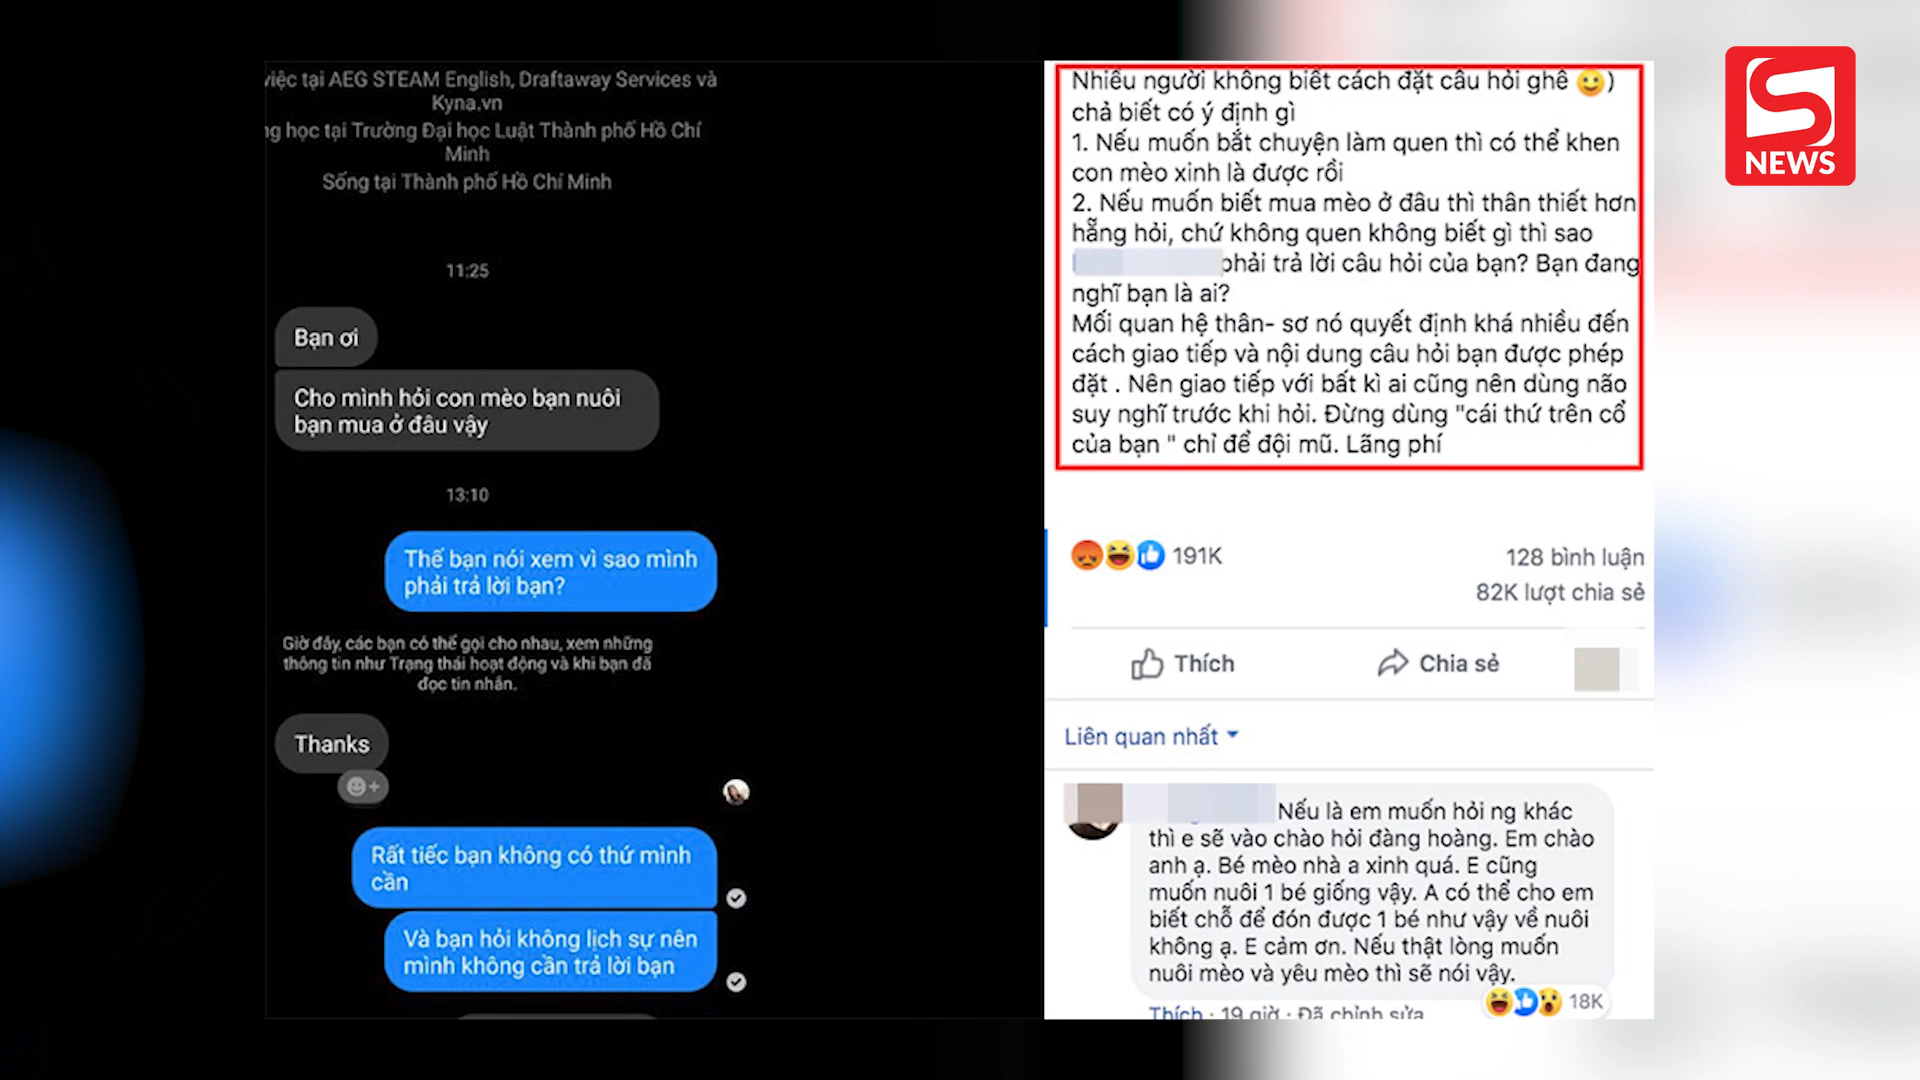 việc tại AEG STEAM English, Draftaway Services và
Kyna.vn
học tại Trường Đại học Luật Thành phố Hồ Chí
Minh
Sống tại Thành phố Hồ Chí Minh
11:25
Bạn ơi
Cho mình hỏi con mèo bạn nuôi
bạn mua ở đâu vậy
13:10
Thế bạn nói xem vì sao mình
phải trả lời bạn?
Giờ đây, các bạn có thể gọi cho nhau, xem những
thông tin như Trạng thái hoạt động và khi bạn đã
đọc tin nhắn.
Thanks
Rất tiếc bạn không có thứ mình
cần
Và bạn hỏi không lịch sự nên
mình không cần trả lời bạn
Nhiều người không biết cách đặt câu hỏi ghê 🙂)
chả biết có ý định gì
1. Nếu muốn bắt chuyện làm quen thì có thể khen
con mèo xinh là được rồi
2. Nếu muốn biết mua mèo ở đâu thì thân thiết hơn
hẵng hỏi, chứ không quen không biết gì thì sao
phải trả lời câu hỏi của bạn? Bạn đang
nghĩ bạn là ai?
Mối quan hệ thân- sơ nó quyết định khá nhiều đến
cách giao tiếp và nội dung câu hỏi bạn được phép
đặt . Nên giao tiếp với bất kì ai cũng nên dùng não
suy nghĩ trước khi hỏi. Đừng dùng "cái thứ trên cổ
của bạn " chỉ để đội mũ. Lãng phí
191K
128 bình luận
82K lượt chia sẻ
Thích
Chia sẻ
Liên quan nhất
Nếu là em muốn hỏi ng khác
thì e sẽ vào chào hỏi đàng hoàng. Em chào
anh ạ. Bé mèo nhà a xinh quá. E cũng
muốn nuôi 1 bé giống vậy. A có thể cho em
biết chỗ để đón được 1 bé như vậy về nuôi
không ạ. E cảm ơn. Nếu thật lòng muốn
nuôi mèo và yêu mèo thì sẽ nói vậy.
18K
Thích · 19 giờ · Đã chỉnh sửa
S
NEWS